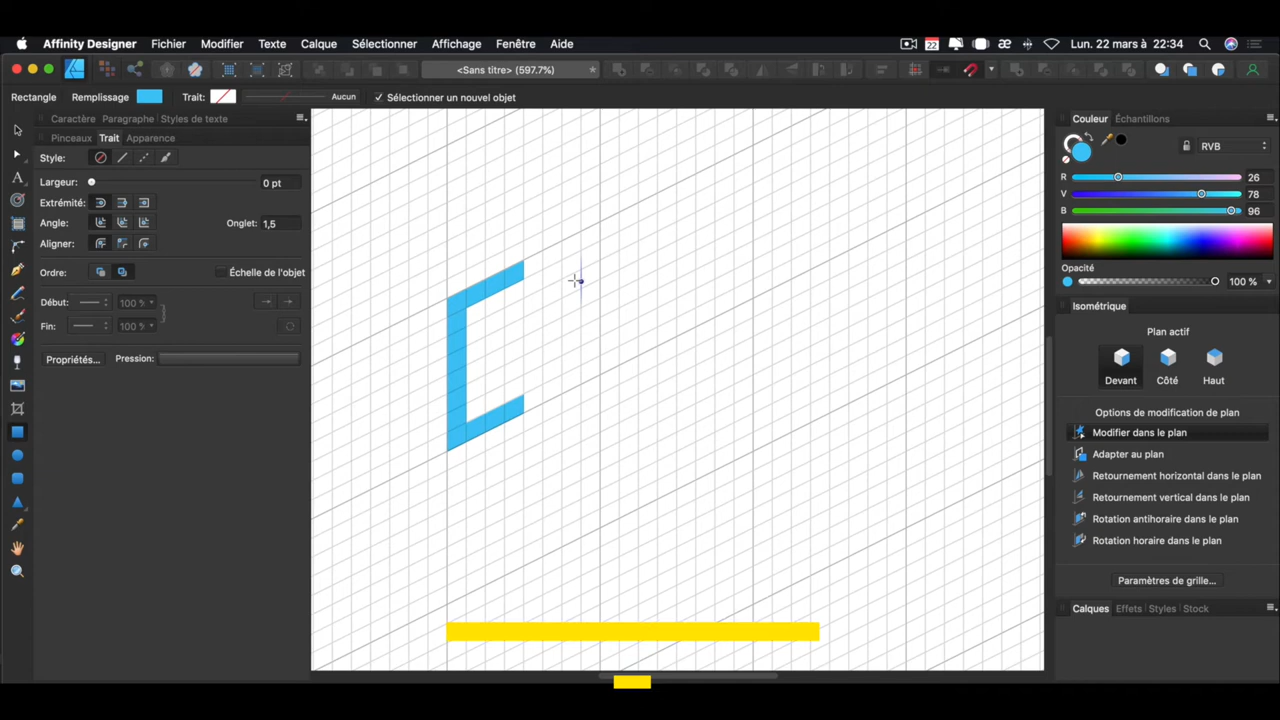 Affinity Designer Fichier Modifier Texte Calque Sélectionner Affichage Fenêtre Aide 22 æ Lun. 22 mars à 22:34
<Sans titre> (597.7%)
Rectangle Remplissage Trait: Aucun Sélectionner un nouvel objet
Caractère Paragraphe Styles de texte
Pinceaux Trait Apparence
Style:
Largeur: 0 pt
Extrémité:
Angle: Onglet: 1,5
Aligner:
Ordre: Échelle de l'objet
Début: 100 %
Fin: 100 %
Propriétés... Pression:
Couleur Échantillons
RVB
R 26
V 78
B 96
Opacité
100 %
Isométrique
Plan actif
Devant Côté Haut
Options de modification de plan
Modifier dans le plan
Adapter au plan
Retournement horizontal dans le plan
Retournement vertical dans le plan
Rotation antihoraire dans le plan
Rotation horaire dans le plan
Paramètres de grille...
Calques Effets Styles Stock